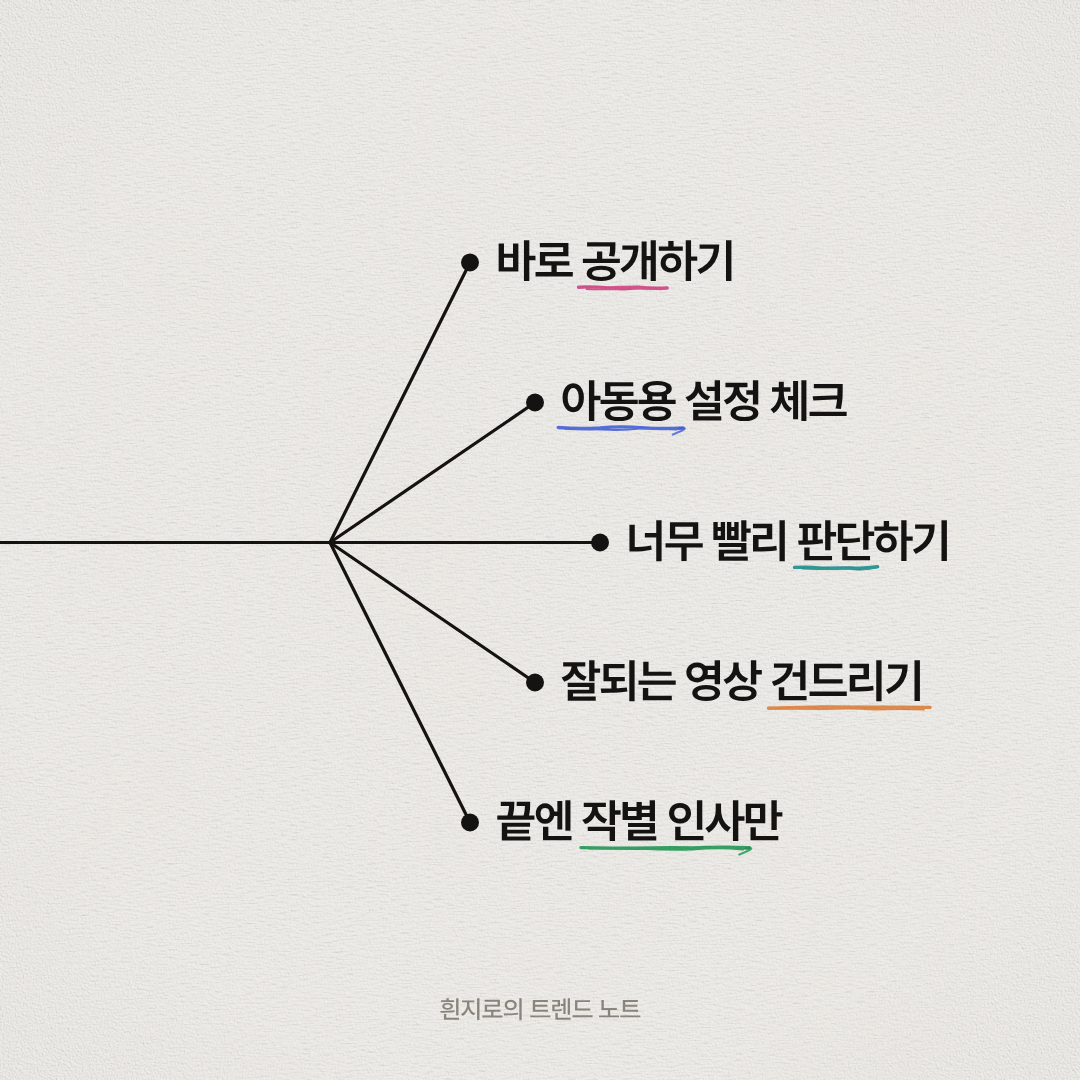 바로 공개하기
아동용 설정 체크
너무 빨리 판단하기
잘되는 영상 건드리기
끝엔 작별 인사만
흰지로의 트렌드 노트